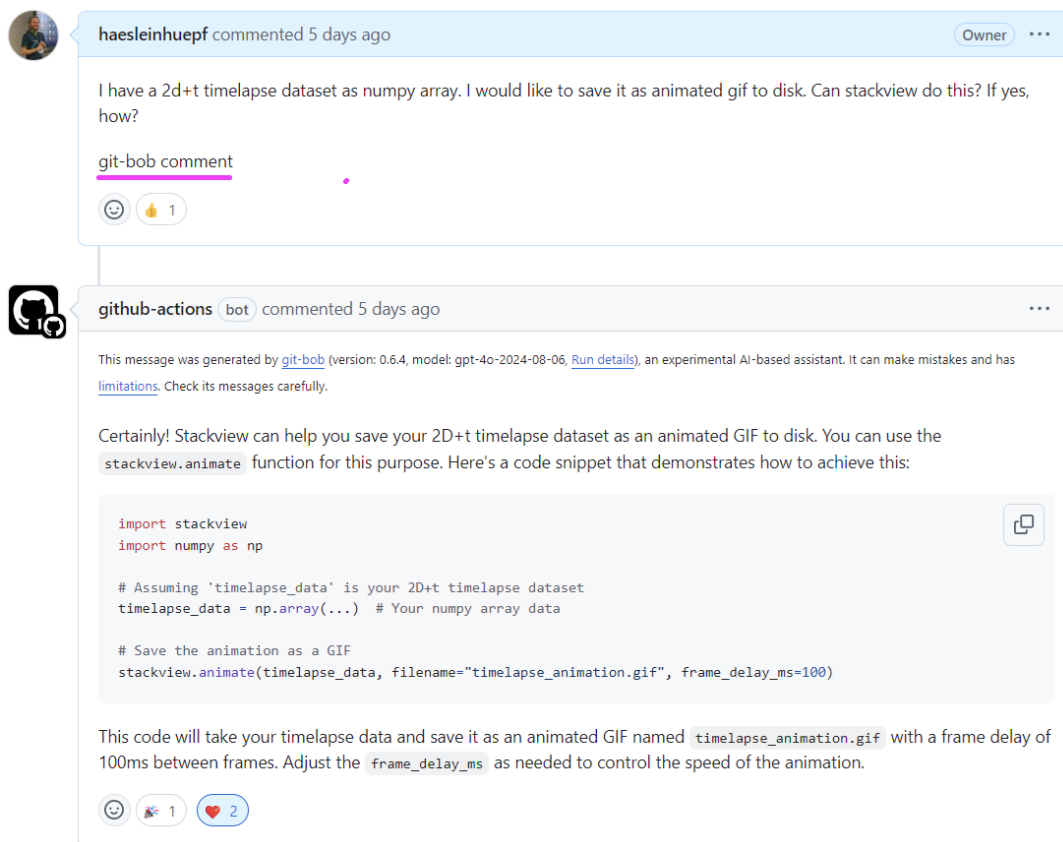 haesleinhuepf commented 5 days ago
Owner
I have a 2d+t timelapse dataset as numpy array. I would like to save it as animated gif to disk. Can stackview do this? If yes,
how?
git-bob comment
1
github-actions bot commented 5 days ago
This message was generated by git-bob (version: 0.6.4, model: gpt-4o-2024-08-06, Run details), an experimental AI-based assistant. It can make mistakes and has
limitations. Check its messages carefully.
Certainly! Stackview can help you save your 2D+t timelapse dataset as an animated GIF to disk. You can use the
stackview.animate function for this purpose. Here's a code snippet that demonstrates how to achieve this:
import stackview
import numpy as np
# Assuming 'timelapse_data' is your 2D+t timelapse dataset
timelapse_data = np.array(...)  # Your numpy array data
# Save the animation as a GIF
stackview.animate(timelapse_data, filename="timelapse_animation.gif", frame_delay_ms=100)
This code will take your timelapse data and save it as an animated GIF named timelapse_animation.gif with a frame delay of
100ms between frames. Adjust the frame_delay_ms as needed to control the speed of the animation.
1 2